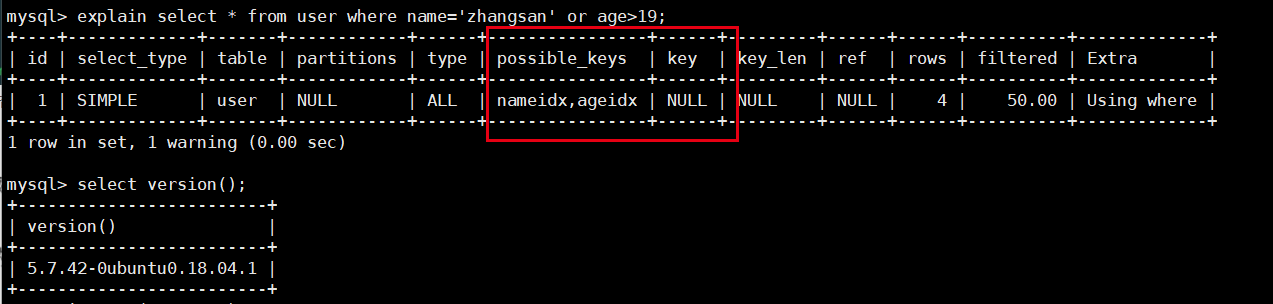 mysql> explain select * from user where name='zhangsan' or age>19;
+----+-------------+-------+------------+------+----------------+------+---------+------+------+----------+-------------+
| id | select_type | table | partitions | type | possible_keys  | key  | key_len | ref  | rows | filtered | Extra       |
+----+-------------+-------+------------+------+----------------+------+---------+------+------+----------+-------------+
|  1 | SIMPLE      | user  | NULL       | ALL  | nameidx,ageidx | NULL | NULL    | NULL |    4 |    50.00 | Using where |
+----+-------------+-------+------------+------+----------------+------+---------+------+------+----------+-------------+
1 row in set, 1 warning (0.00 sec)
mysql> select version();
+-------------------------+
| version()               |
+-------------------------+
| 5.7.42-0ubuntu0.18.04.1 |
+-------------------------+